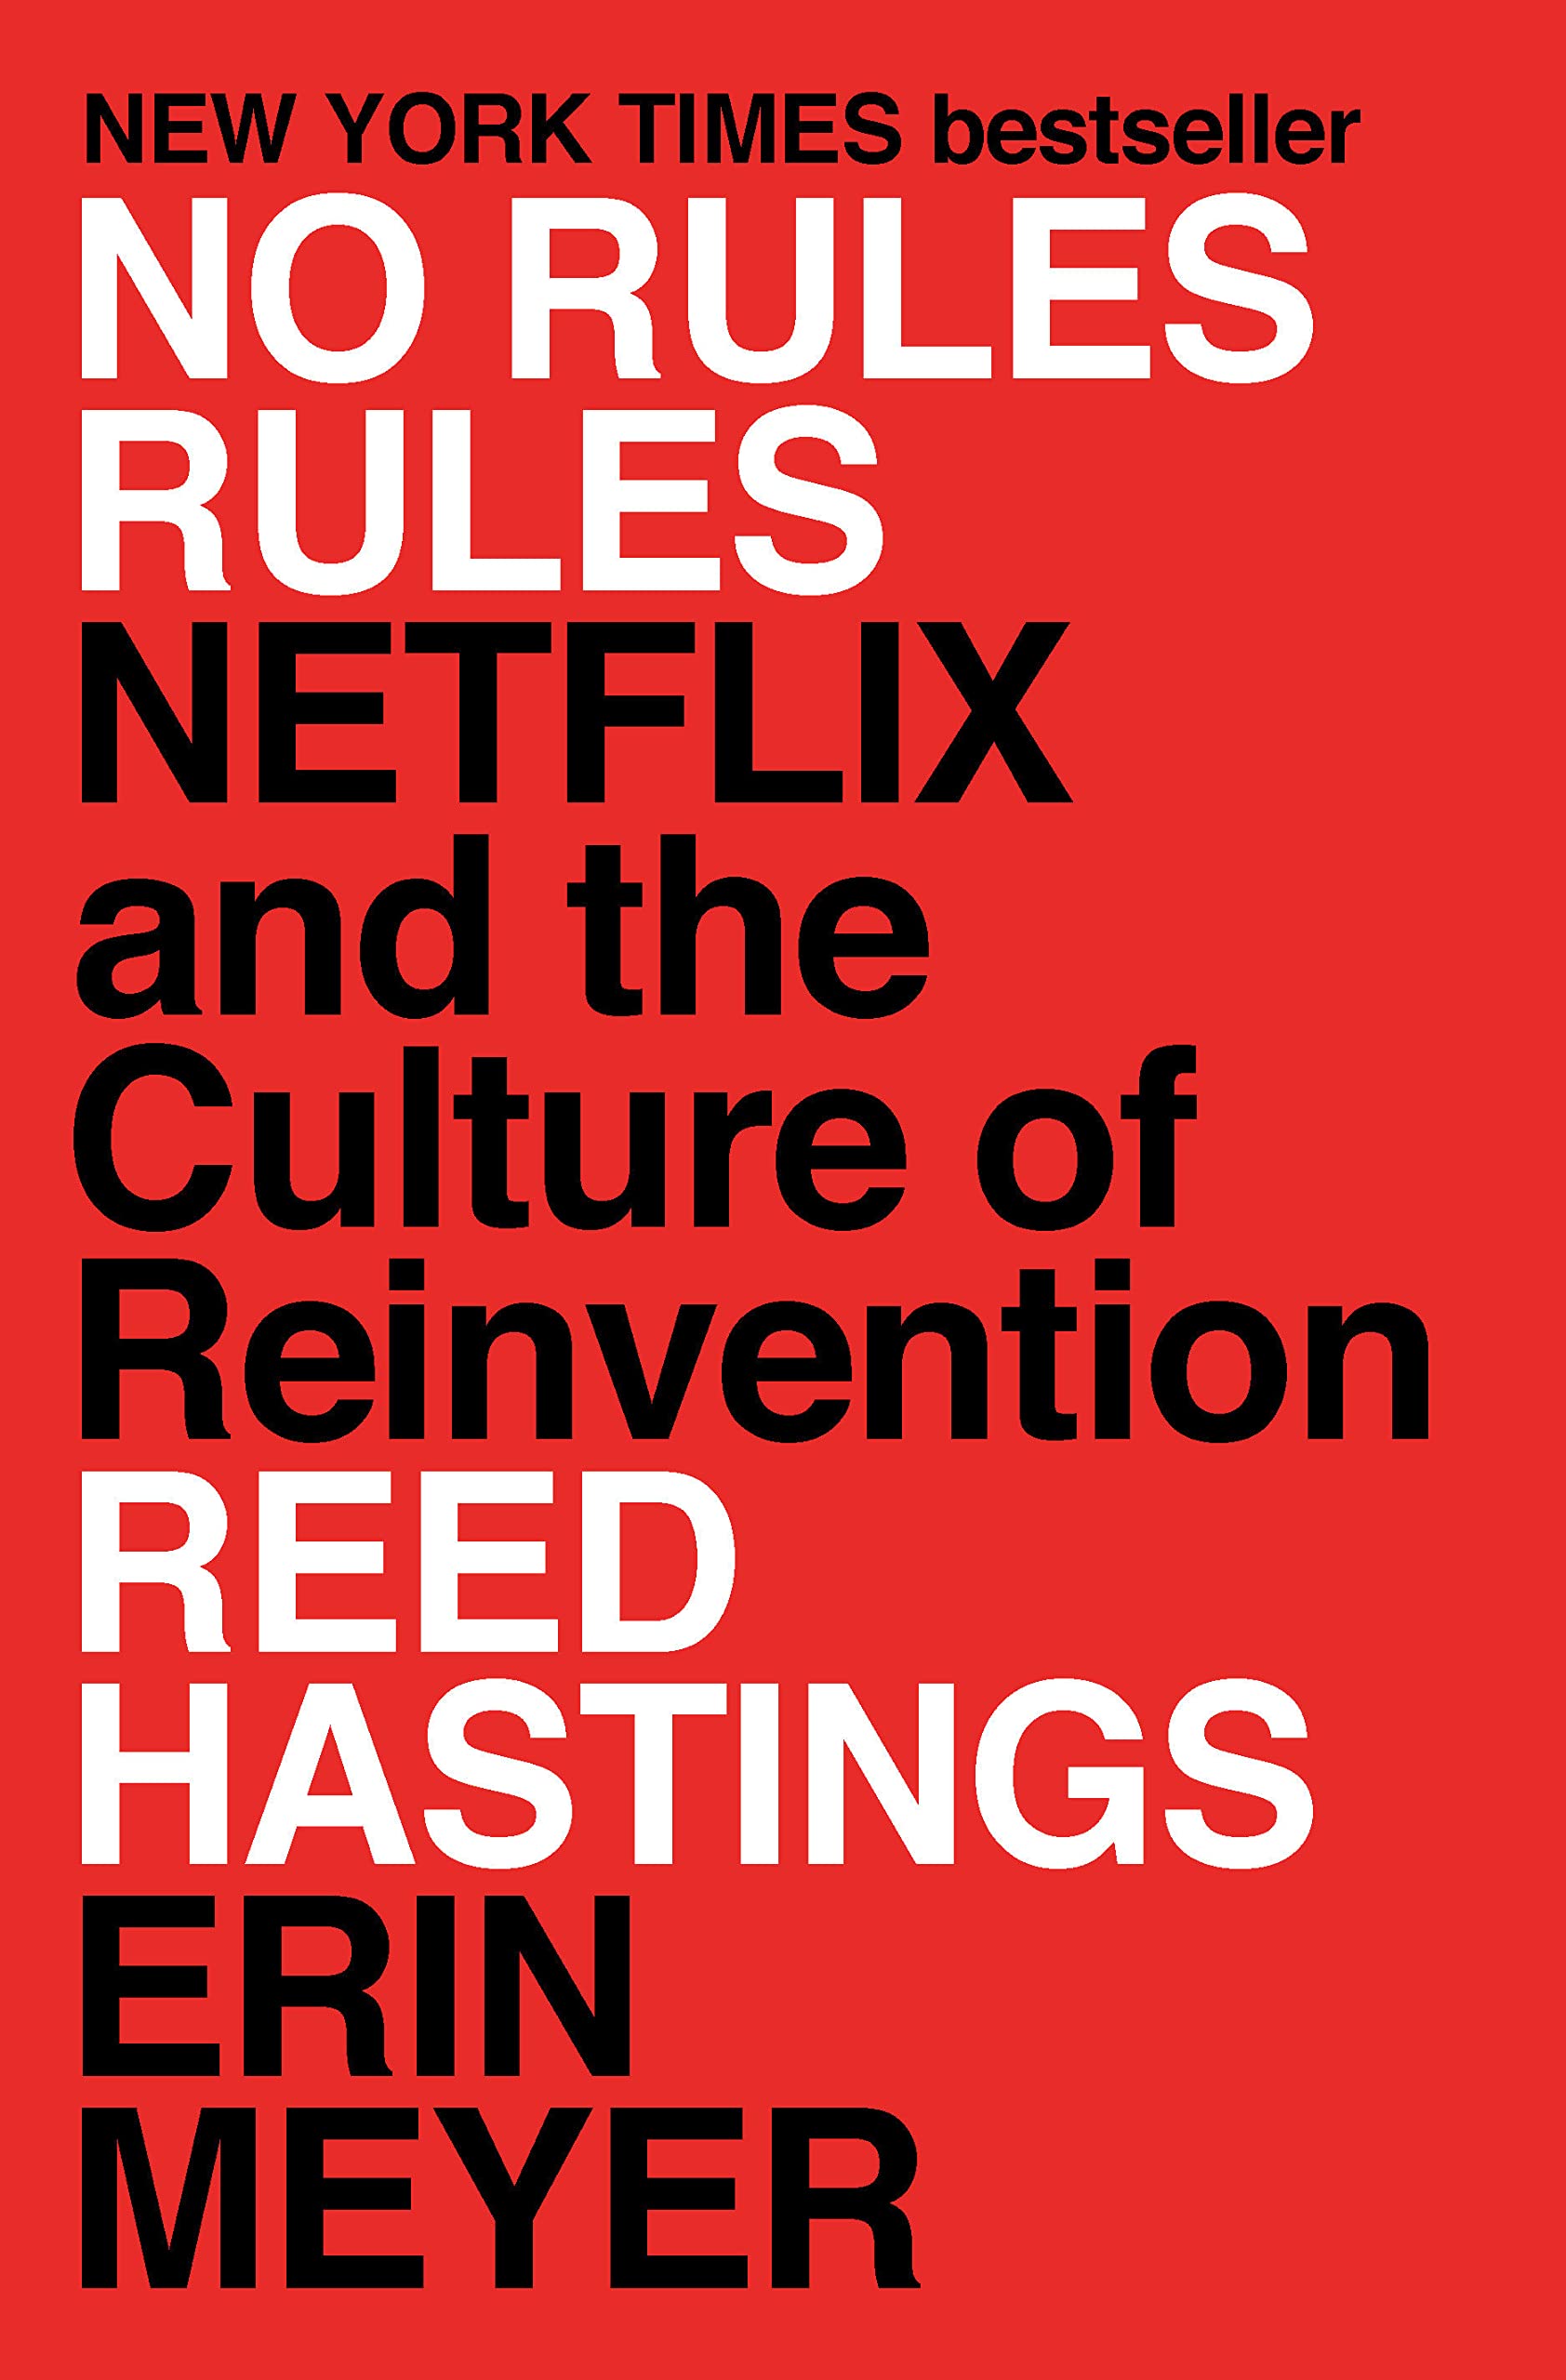 NEW YORK TIMES bestseller
NO RULES
RULES
NETFLIX
and the
Culture of
Reinvention
REED
HASTINGS
ERIN
MEYER